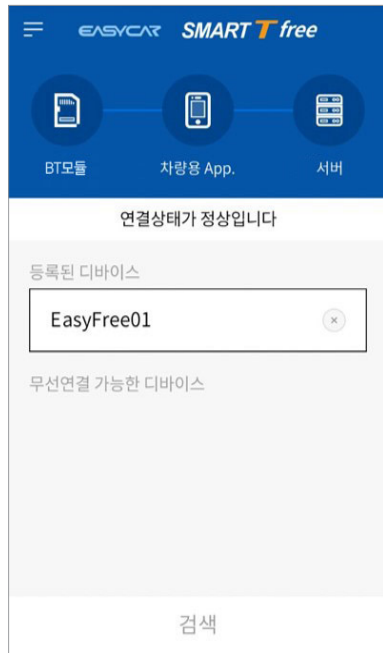 EASYCAR SMART T free
BT모듈 차량용 App. 서버
연결상태가 정상입니다
등록된 디바이스
EasyFree01
무선연결 가능한 디바이스
검색